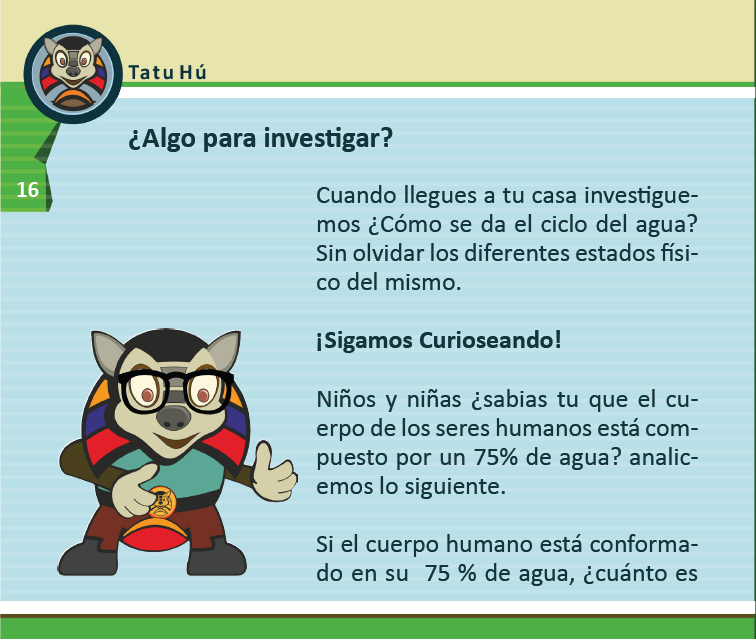 Tatu Hú
¿Algo para investigar?
16
Cuando llegues a tu casa investigue-
mos ¿Cómo se da el ciclo del agua?
Sin olvidar los diferentes estados físi-
co del mismo.
¡Sigamos Curioseando!
Niños y niñas ¿sabias tu que el cu-
erpo de los seres humanos está com-
puesto por un 75% de agua? analic-
emos lo siguiente.
Si el cuerpo humano está conforma-
do en su 75 % de agua, ¿cuánto es